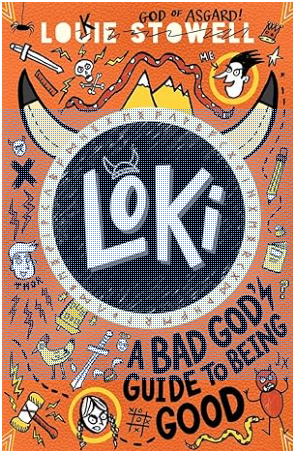 GOD OF ASGARD!
K
LOUIE STOWELL
ME
LOKI
THOR
A BAD GOD'S
GUIDE TO BEING
GOOD